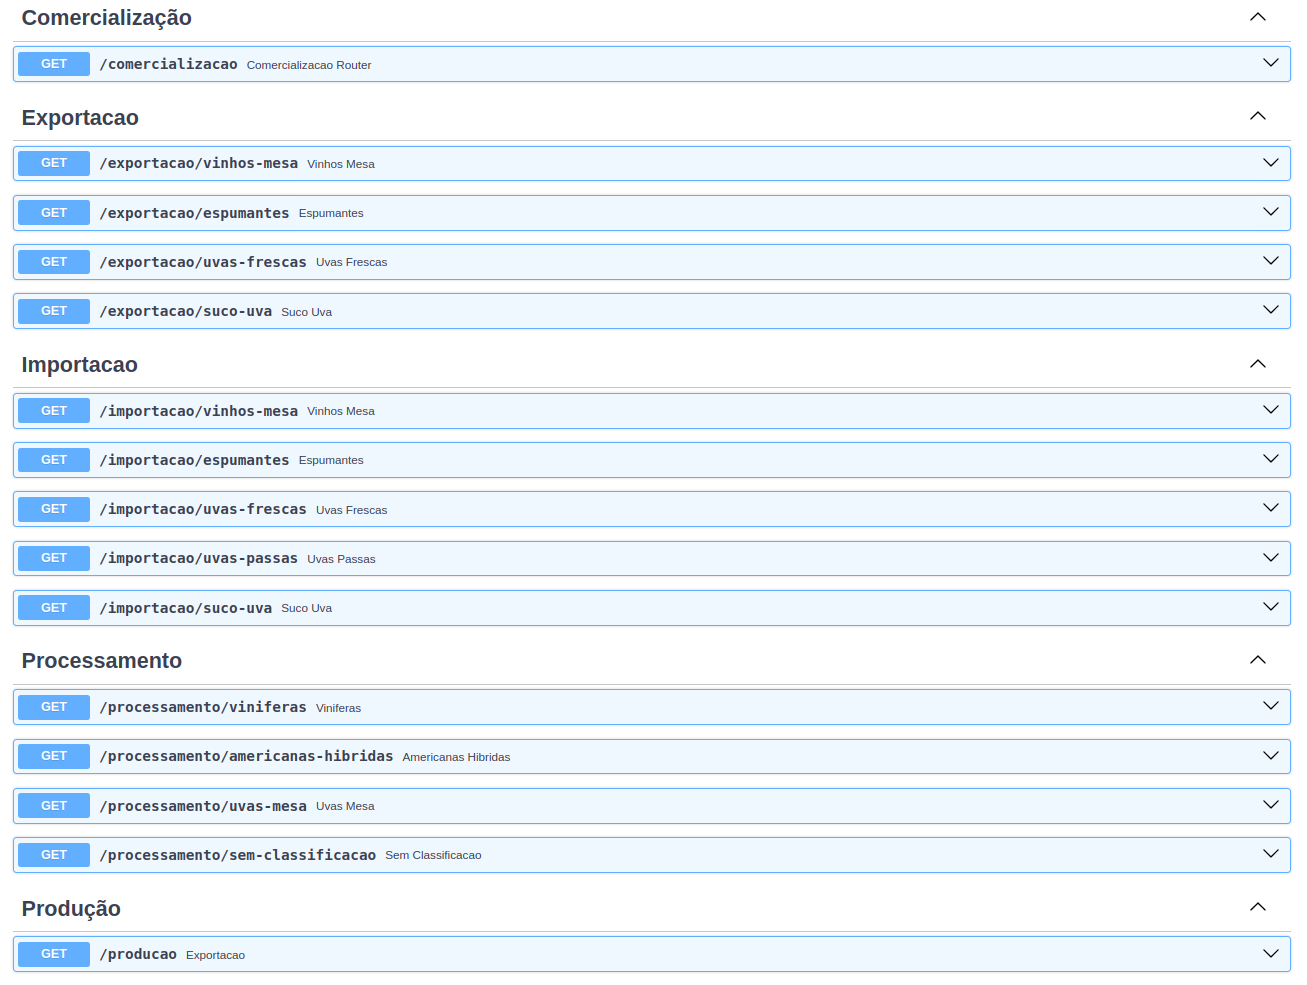 Comercialização
GET /comercializacao Comercializacao Router
Exportacao
GET /exportacao/vinhos-mesa Vinhos Mesa
GET /exportacao/espumantes Espumantes
GET /exportacao/uvas-frescas Uvas Frescas
GET /exportacao/suco-uva Suco Uva
Importacao
GET /importacao/vinhos-mesa Vinhos Mesa
GET /importacao/espumantes Espumantes
GET /importacao/uvas-frescas Uvas Frescas
GET /importacao/uvas-passas Uvas Passas
GET /importacao/suco-uva Suco Uva
Processamento
GET /processamento/viniferas Viniferas
GET /processamento/americanas-hibridas Americanas Hibridas
GET /processamento/uvas-mesa Uvas Mesa
GET /processamento/sem-classificacao Sem Classificacao
Produção
GET /producao Exportacao